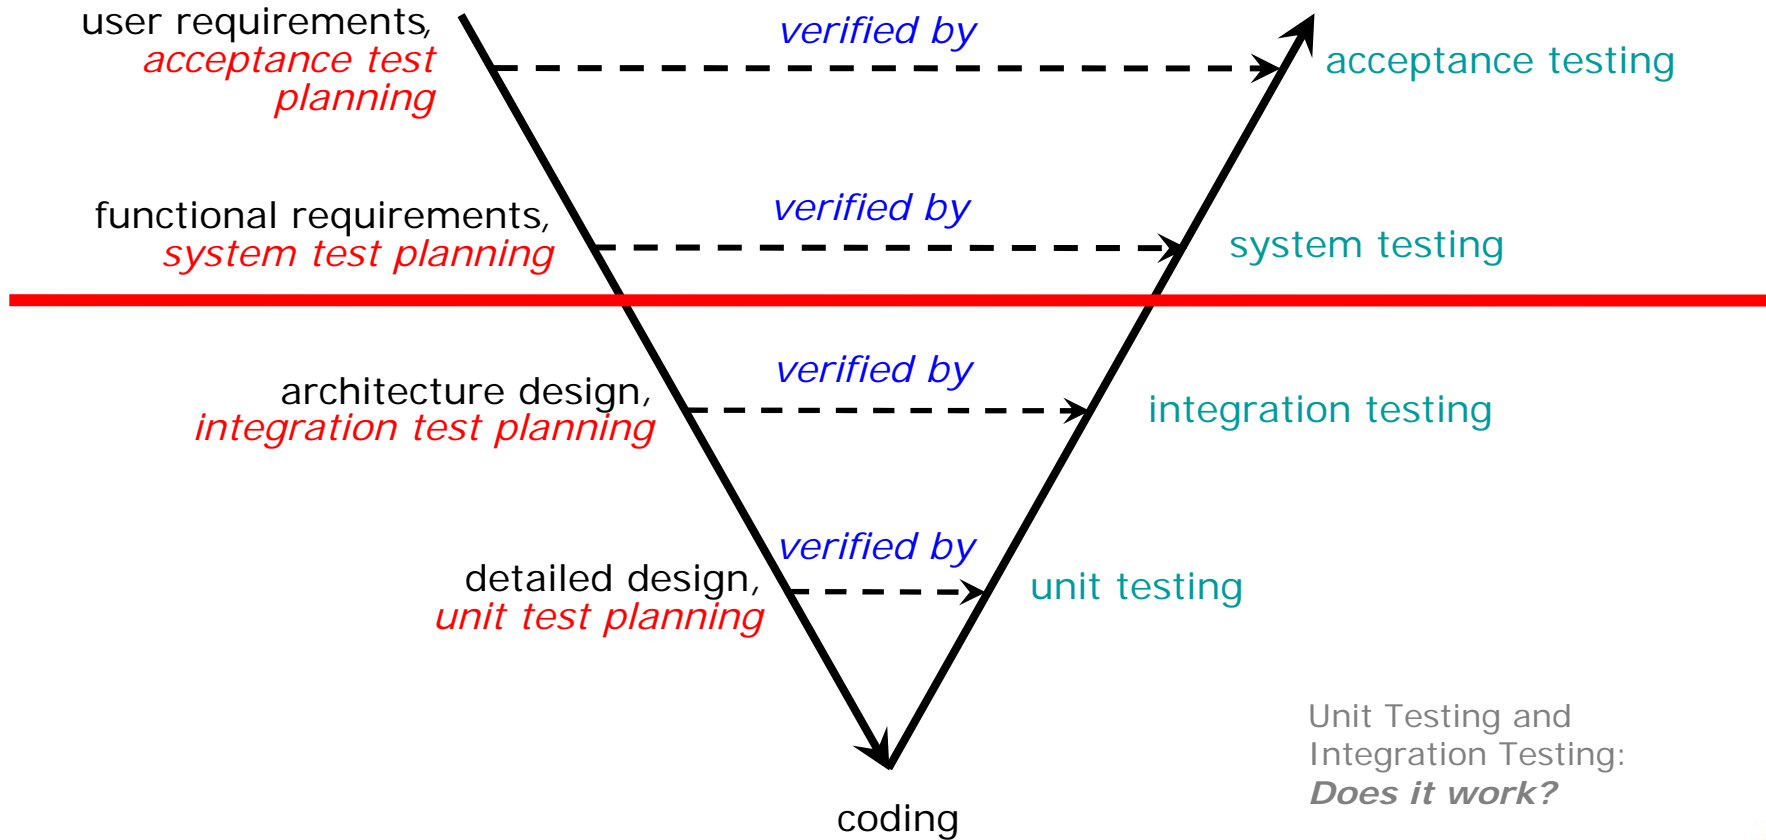 user requirements,
acceptance test
planning
verified by
acceptance testing
functional requirements,
system test planning
verified by
system testing
architecture design,
integration test planning
verified by
integration testing
detailed design,
unit test planning
verified by
unit testing
Unit Testing and
Integration Testing:
Does it work?
coding